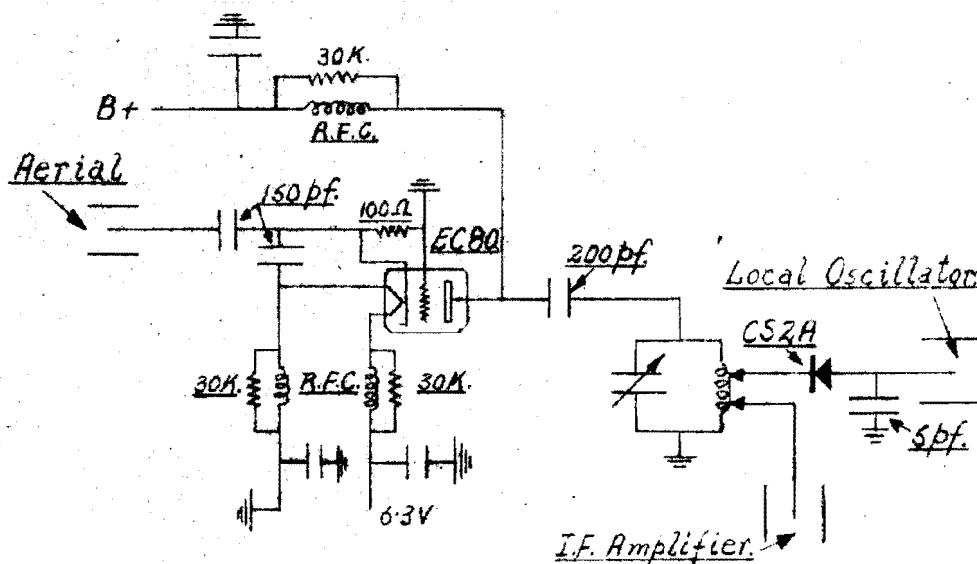 30K.
B+
R.F.C.
Aerial
150pf.
100Ω
EC80
200pf.
Local Oscillator
CS2A
30K. R.F.C. 30K.
5pf.
6·3V
I.F. Amplifier.